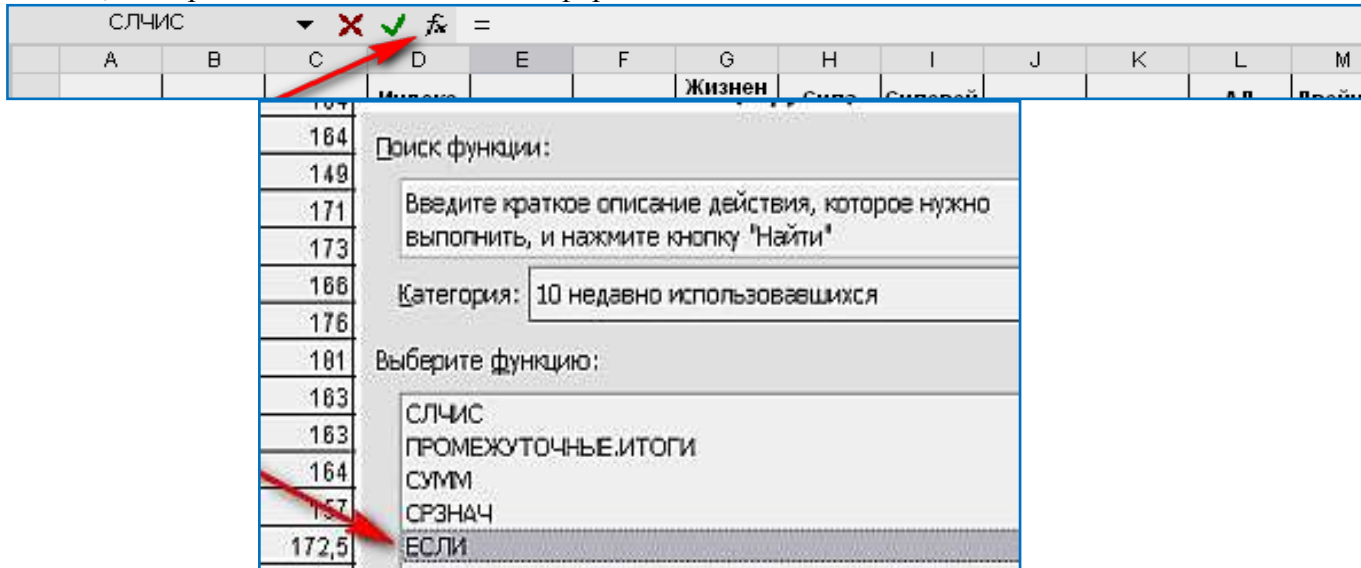 СЛЧИС fx =
A B C D E F G H I J K L M
Жизнен
164
149
171
173
166
176
181
163
163
164
157
172,5
Поиск функции:
Введите краткое описание действия, которое нужно
выполнить, и нажмите кнопку "Найти"
Категория: 10 недавно использовавшихся
Выберите функцию:
СЛЧИС
ПРОМЕЖУТОЧНЫЕ.ИТОГИ
СУММ
СРЗНАЧ
ЕСЛИ